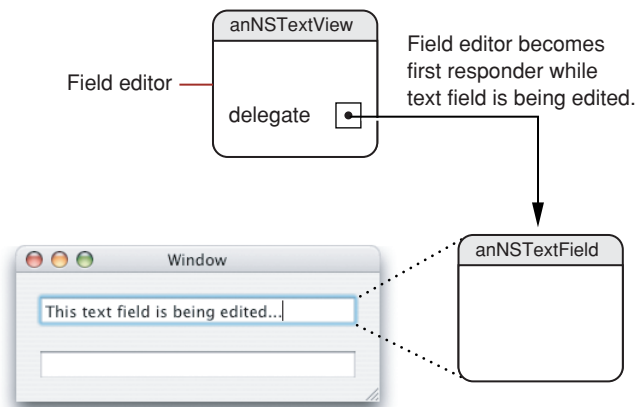 anNSTextView
Field editor
delegate
Field editor becomes
first responder while
text field is being edited.
Window
This text field is being edited...
anNSTextField